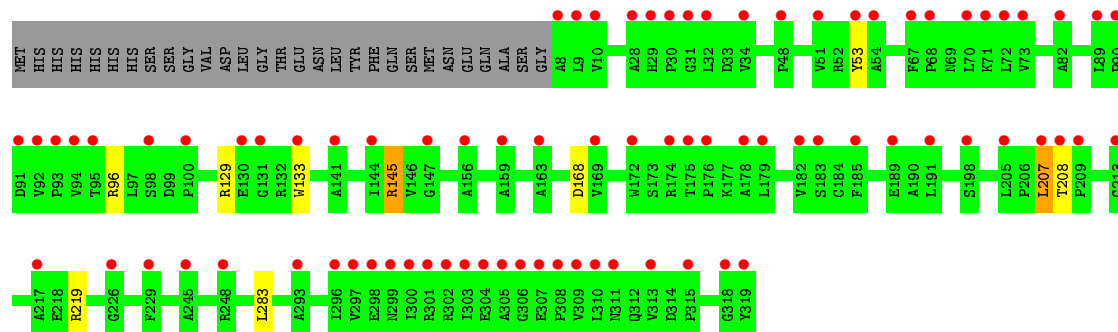 MET HIS HIS HIS HIS HIS HIS SER SER GLY VAL ASP LEU GLY THR GLU ASN LEU TYR PHE GLN SER MET ASN GLU GLN ALA SER GLY A8 L9 V10 A28 H29 P30 G31 L32 D33 V34 P48 V51 R52 Y53 A54 F67 P68 N69 L70 K71 L72 V73 A82 L89 P90
D91 V92 P93 V94 T95 R96 L97 S98 D99 P100 R129 E130 G131 R132 W133 A141 I144 R145 V146 G147 A156 A159 A163 D168 V169 W172 S173 R174 T175 P176 K177 A178 L179 V182 S183 C184 F185 E189 A190 L191 S198 L205 P206 L207 T208 P209 G213
A217 E218 R219 G226 F229 A245 R248 L283 A293 I296 V297 E298 N299 I300 R301 R302 I303 E304 A305 G306 E307 P308 V309 L310 N311 Q312 V313 D314 P315 G318 Y319